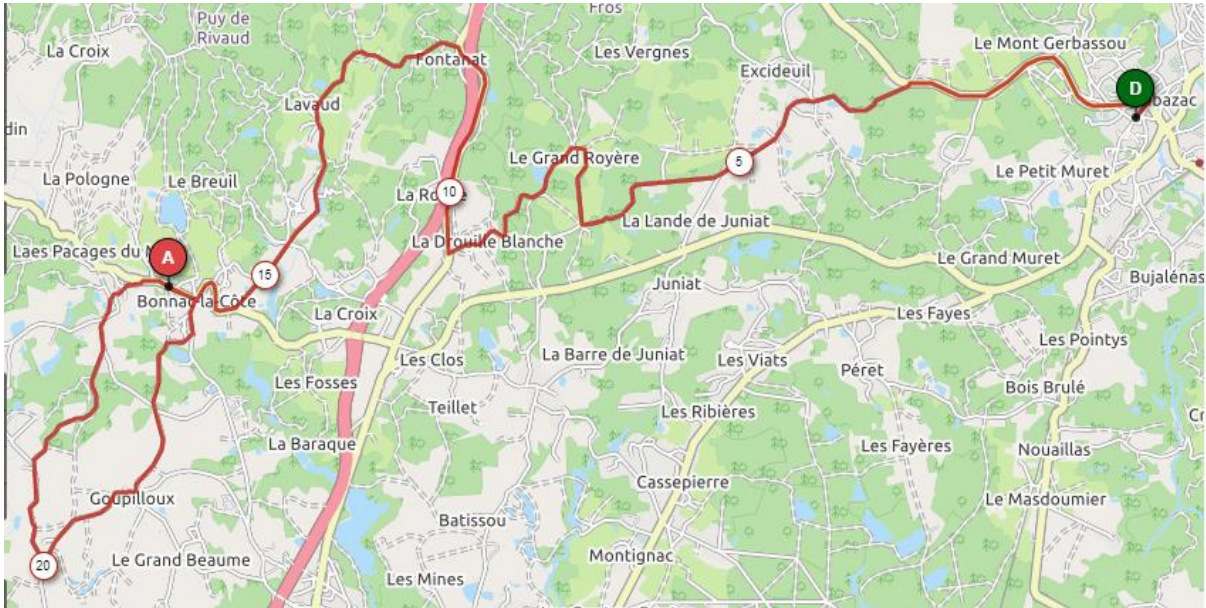 Puy de
Rivaud
Fros
La Croix
Les Vergnes
Le Mont Gerbassou
Fontanat
Excideuil
Lavaud
D
din
Le Grand Royère
5
La Pologne
Le Breuil
10
Le Petit Muret
La Lande de Juniat
La Drouille Blanche
A
15
Le Grand Muret
Bujalénas
Bonnac-la-Côte
Juniat
La Croix
Les Fayes
Les Pointys
Les Clos
La Barre de Juniat
Les Viats
Péret
Les Fosses
Bois Brulé
Teillet
Les Ribières
La Baraque
Les Fayères
Nouaillas
Cassepierre
Goupilloux
Le Masdoumier
Batissou
20
Le Grand Beaume
Montignac
Les Mines